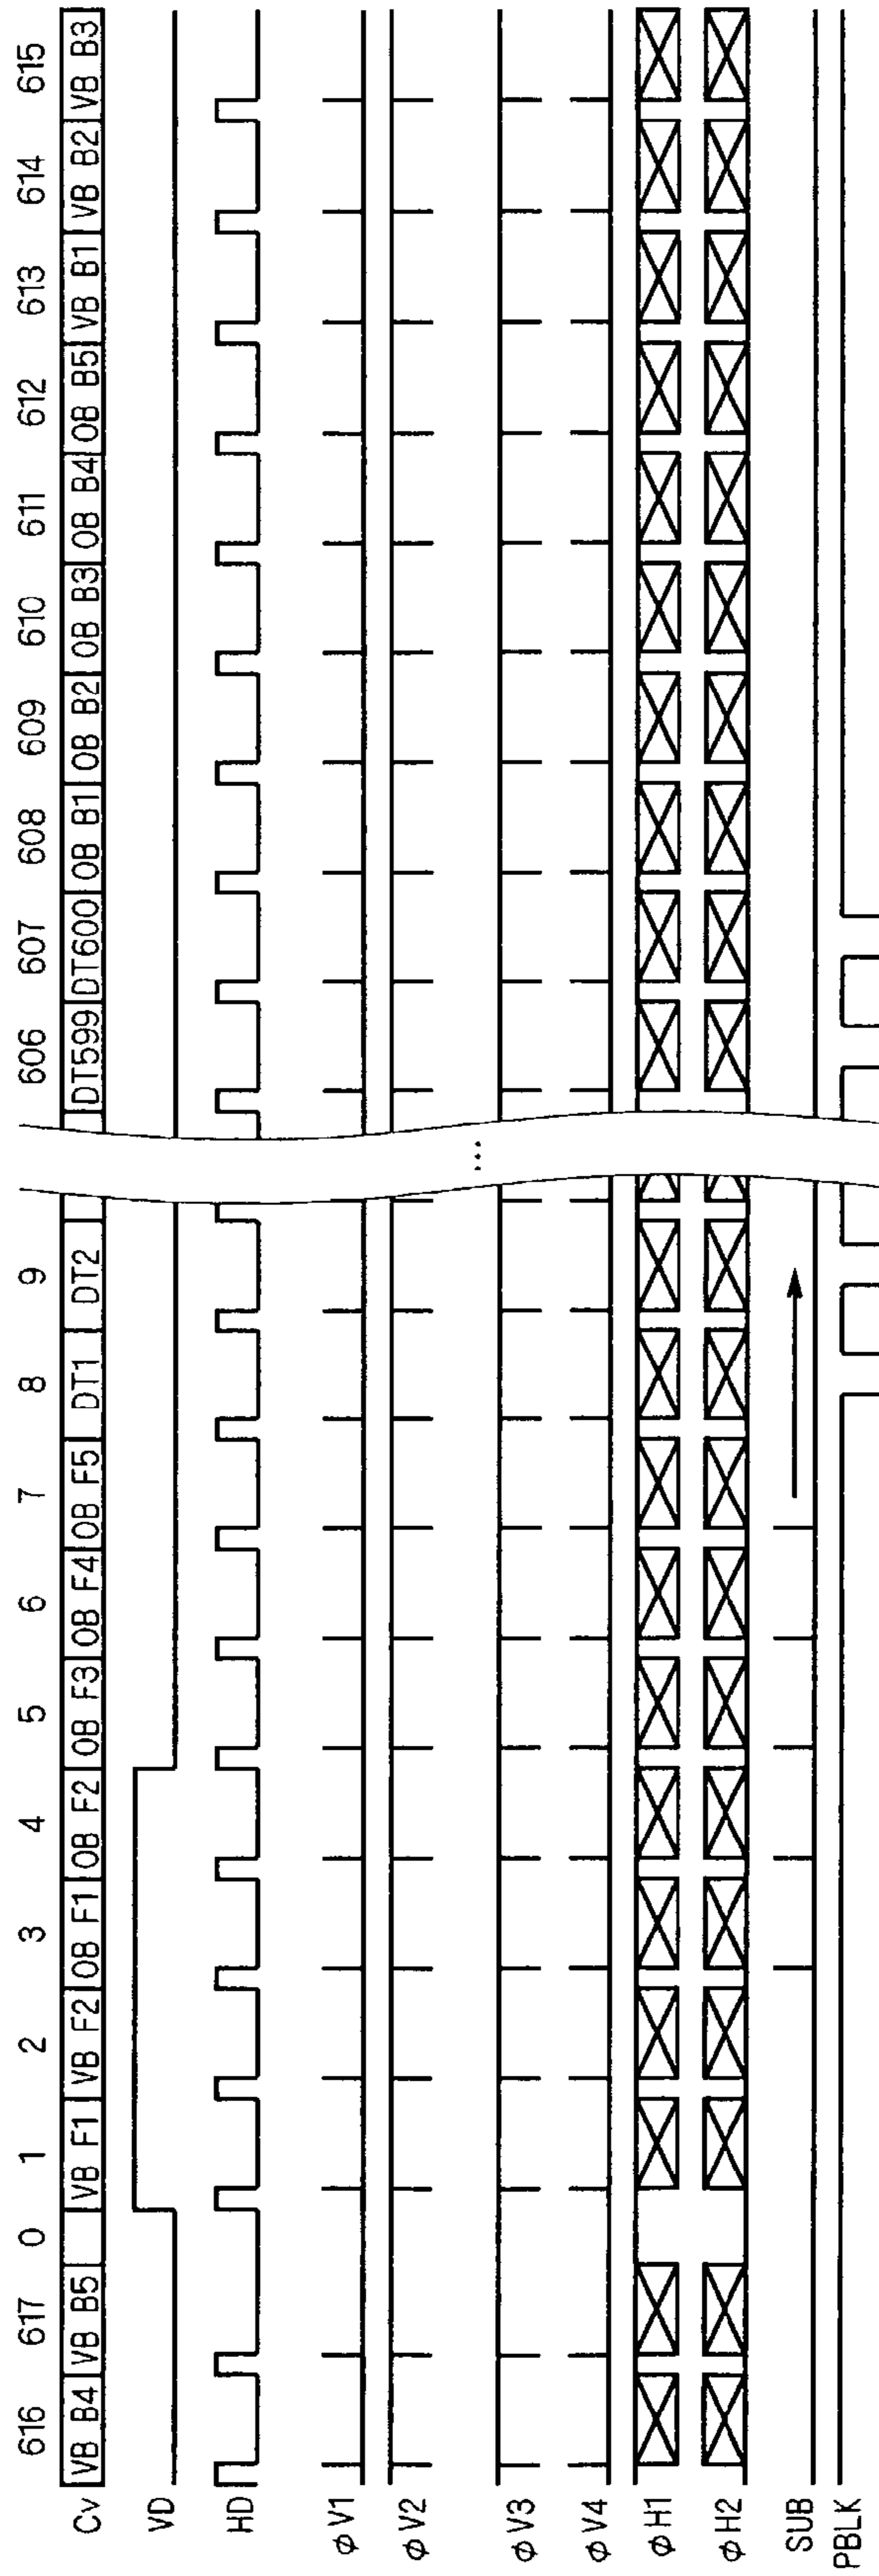 616 617 0 1 2 3 4 5 6 7 8 9 606 607 608 609 610 611 612 613 614 615
Cv VB B4 VB B5 VB F1 VB F2 OB F1 OB F2 OB F3 OB F4 OB F5 DT1 DT2 DT599 DT600 OB B1 OB B2 OB B3 OB B4 OB B5 VB B1 VB B2 VB B3
VD
HD
φV1
φV2
...
φV3
φV4
φH1
φH2
SUB
PBLK